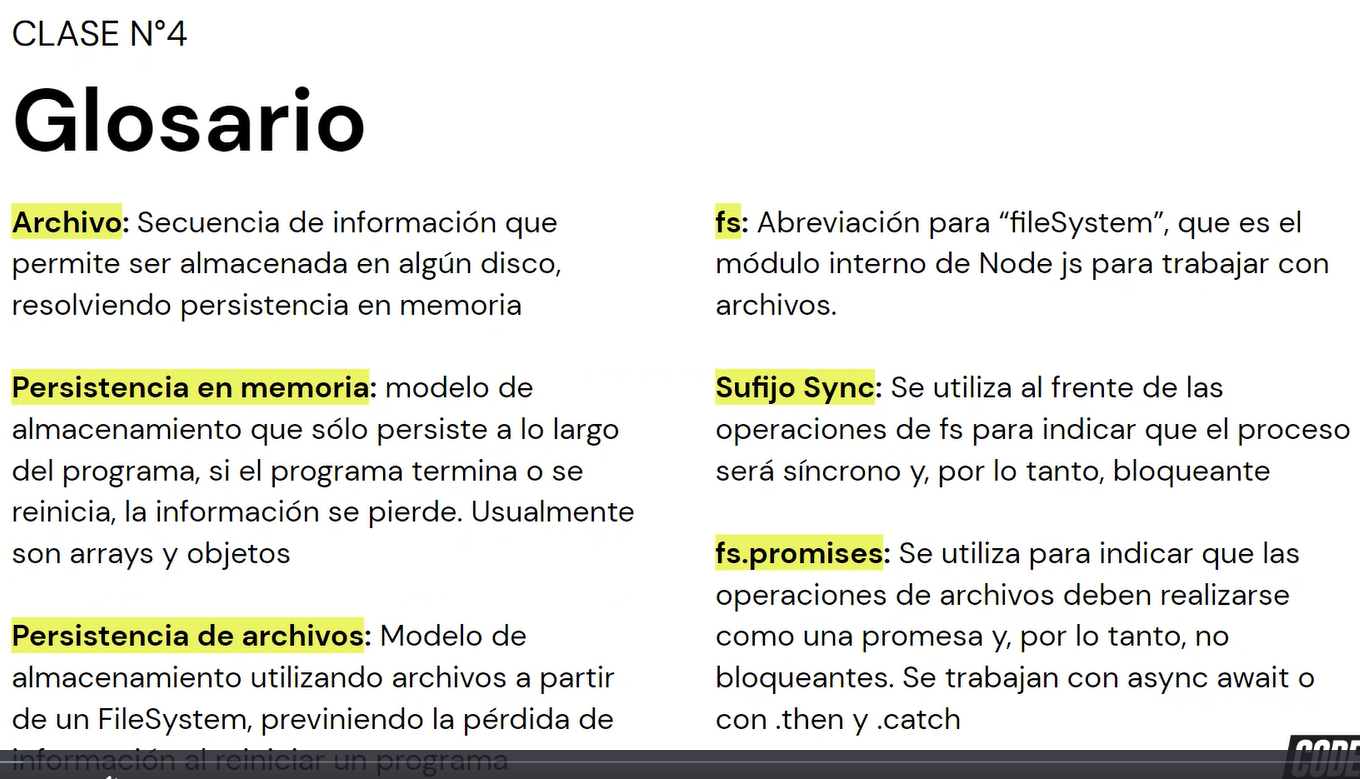 CLASE N°4
Glosario
Archivo: Secuencia de información que
permite ser almacenada en algún disco,
resolviendo persistencia en memoria
Persistencia en memoria: modelo de
almacenamiento que sólo persiste a lo largo
del programa, si el programa termina o se
reinicia, la información se pierde. Usualmente
son arrays y objetos
Persistencia de archivos: Modelo de
almacenamiento utilizando archivos a partir
de un FileSystem, previniendo la pérdida de
información al reiniciar un programa
fs: Abreviación para “fileSystem”, que es el
módulo interno de Node js para trabajar con
archivos.
Sufijo Sync: Se utiliza al frente de las
operaciones de fs para indicar que el proceso
será síncrono y, por lo tanto, bloqueante
fs.promises: Se utiliza para indicar que las
operaciones de archivos deben realizarse
como una promesa y, por lo tanto, no
bloqueantes. Se trabajan con async await o
con .then y .catch
CODE